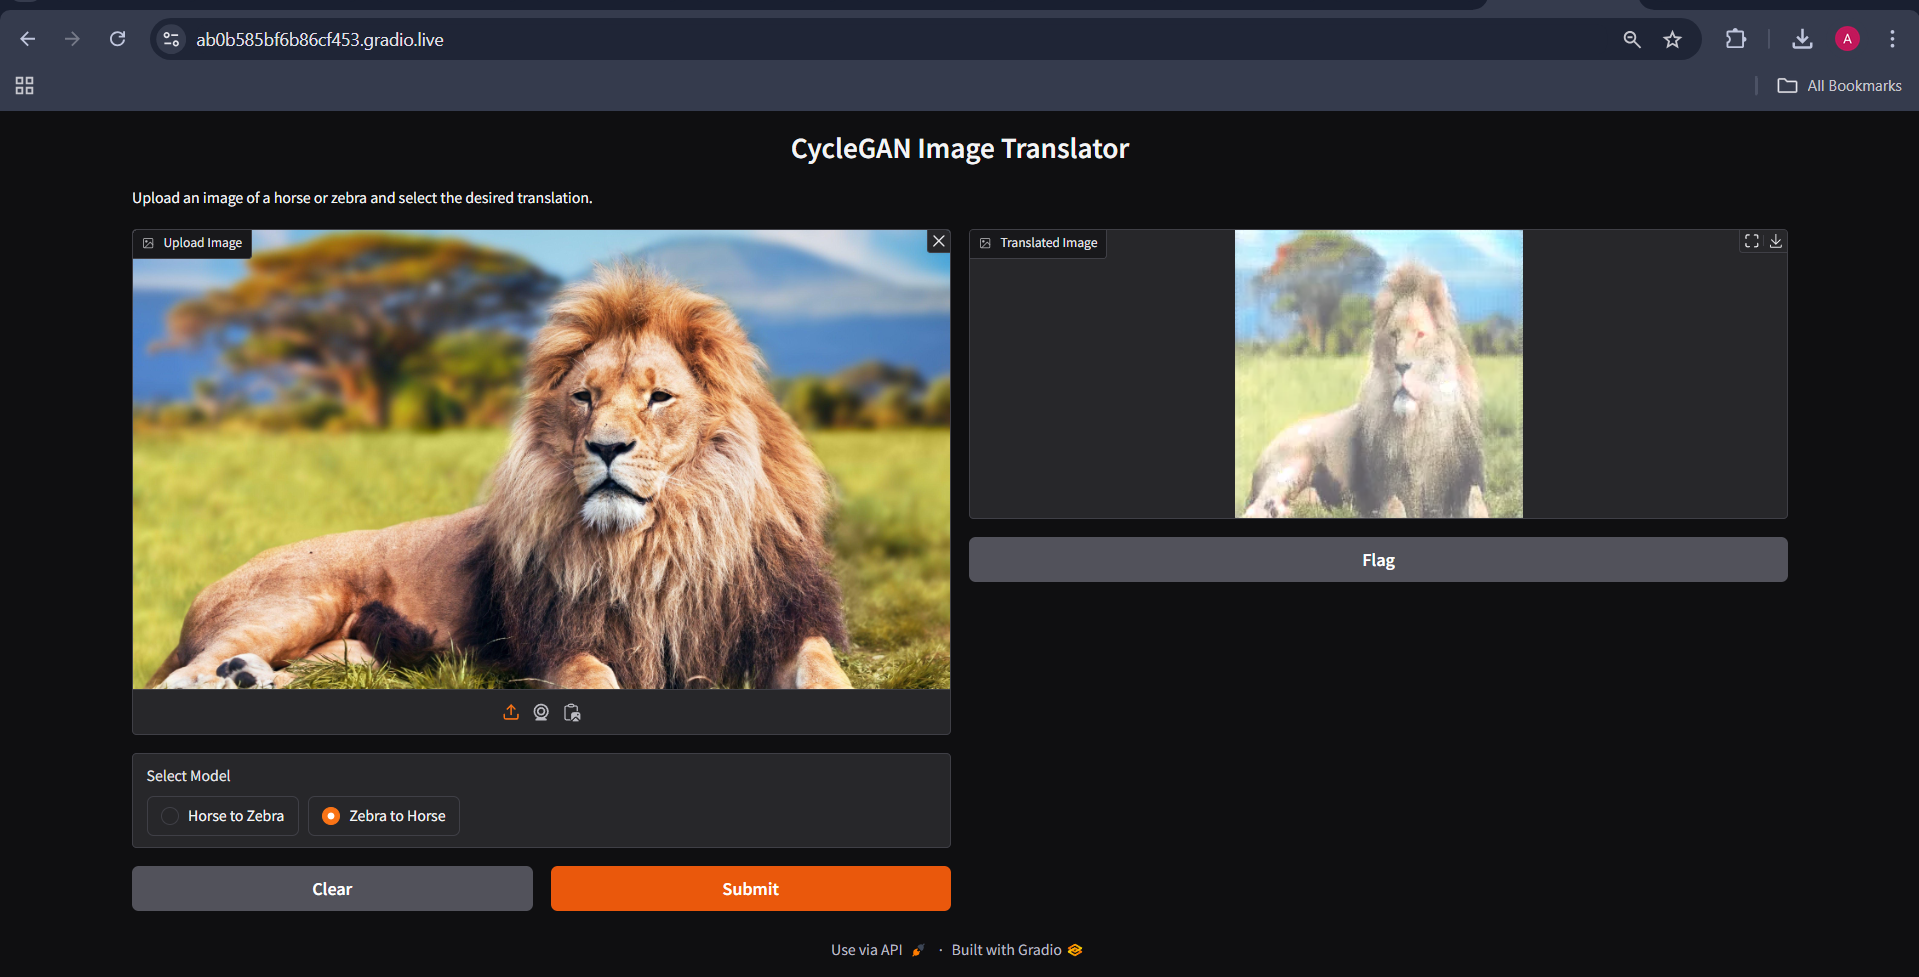 ab0b585bf6b86cf453.gradio.live
A
All Bookmarks
CycleGAN Image Translator
Upload an image of a horse or zebra and select the desired translation.
Upload Image
Translated Image
Flag
Select Model
Horse to Zebra
Zebra to Horse
Clear
Submit
Use via API · Built with Gradio